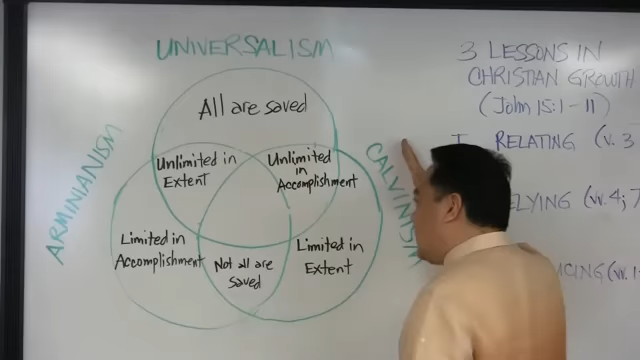 UNIVERSALISM
All are saved
ARMINIANISM
Unlimited in
Extent
Unlimited
in
Accomplishment
CALVINISM
Limited in
Accomplishment
Not all are
saved
Limited in
Extent
3 LESSONS IN
CHRISTIAN GROWTH
(John 15:1-11)
I. RELATING (v. 3
ELYING (vv. 4; 7
CING (vv. 1-